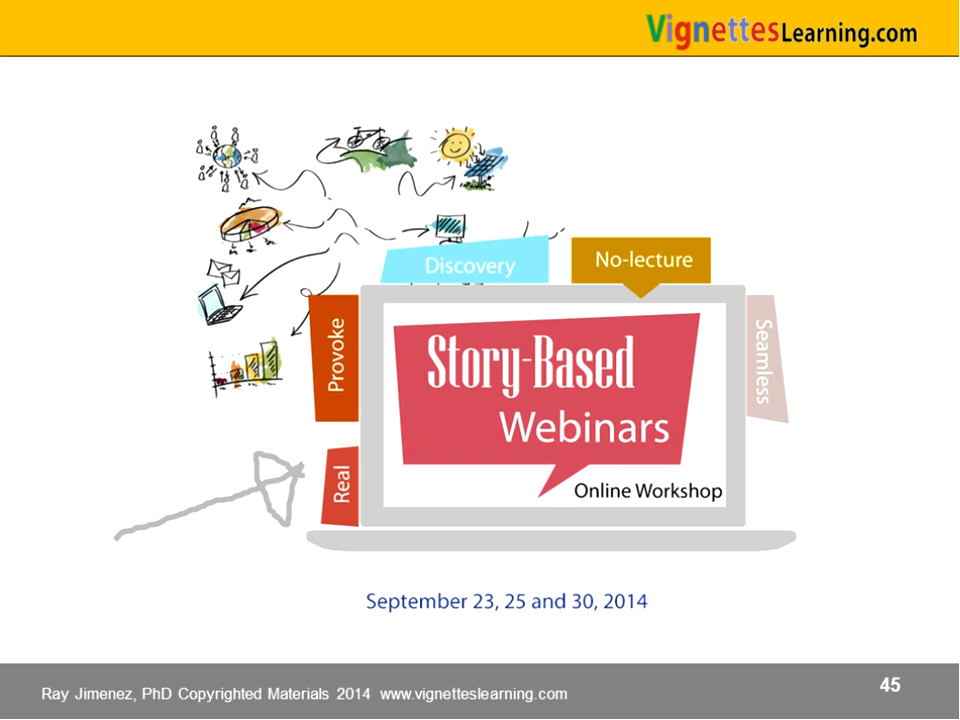 VignettesLearning.com
Discovery
No-lecture
Provoke
Seamless
Story-Based
Webinars
Real
Online Workshop
September 23, 25 and 30, 2014
Ray Jimenez, PhD Copyrighted Materials 2014 www.vignetteslearning.com
45